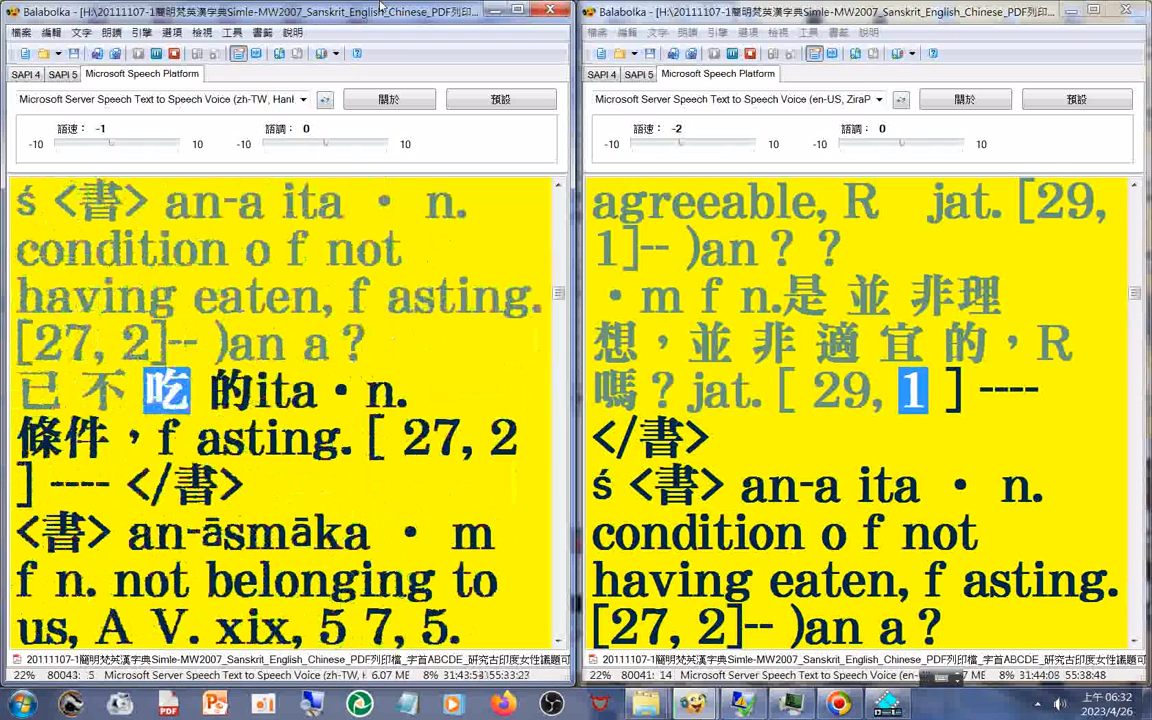 Balabolka - [H:\20111107-1簡明梵英漢字典Simle-MW2007_Sanskrit_English_Chinese_PDF列印...
檔案 編輯 文字 朗讀 引擎 選項 檢視 工具 書籤 說明
SAPI 4 SAPI 5 Microsoft Speech Platform
Microsoft Server Speech Text to Speech Voice (zh-TW, Hanl
關於 預設
語速： -1 語調： 0
-10 10 -10 10
ś <書> an-a ita • n.
condition o f not
having eaten, f asting.
[27, 2]-- )an a ?
已 不 吃 的ita • n.
條件，f asting. [ 27, 2
] ---- </書>
<書> an-āsmāka • m
f n. not belonging to
us, A V. xix, 5 7, 5.
20111107-1簡明梵英漢字典Simle-MW2007_Sanskrit_English_Chinese_PDF列印檔_字首ABCDE_研究古印度女性議題可
22% 80043: 5 Microsoft Server Speech Text to Speech Voice (zh-TW, H 6.07 MB 8%
Balabolka - [H:\20111107-1簡明梵英漢字典Simle-MW2007_Sanskrit_English_Chinese_PDF列印...
檔案 編輯 文字 朗讀 引擎 選項 檢視 工具 書籤 說明
SAPI 4 SAPI 5 Microsoft Speech Platform
Microsoft Server Speech Text to Speech Voice (en-US, ZiraP
關於 預設
語速： -2 語調： 0
-10 10 -10 10
agreeable, R jat. [29,
1]-- )an ? ?
• m f n.是 並 非理
想，並 非 適 宜 的，R
嗎？jat. [ 29, 1 ] ----
</書>
ś <書> an-a ita • n.
condition o f not
having eaten, f asting.
[27, 2]-- )an a ?
20111107-1簡明梵英漢字典Simle-MW2007_Sanskrit_English_Chinese_PDF列印檔_字首ABCDE_研究古印度女性議題可
22% 80041: 14 Microsoft Server Speech Text to Speech Voice (en-US, 8% 31:44:08 55:38:48
上午 06:32
2023/4/26